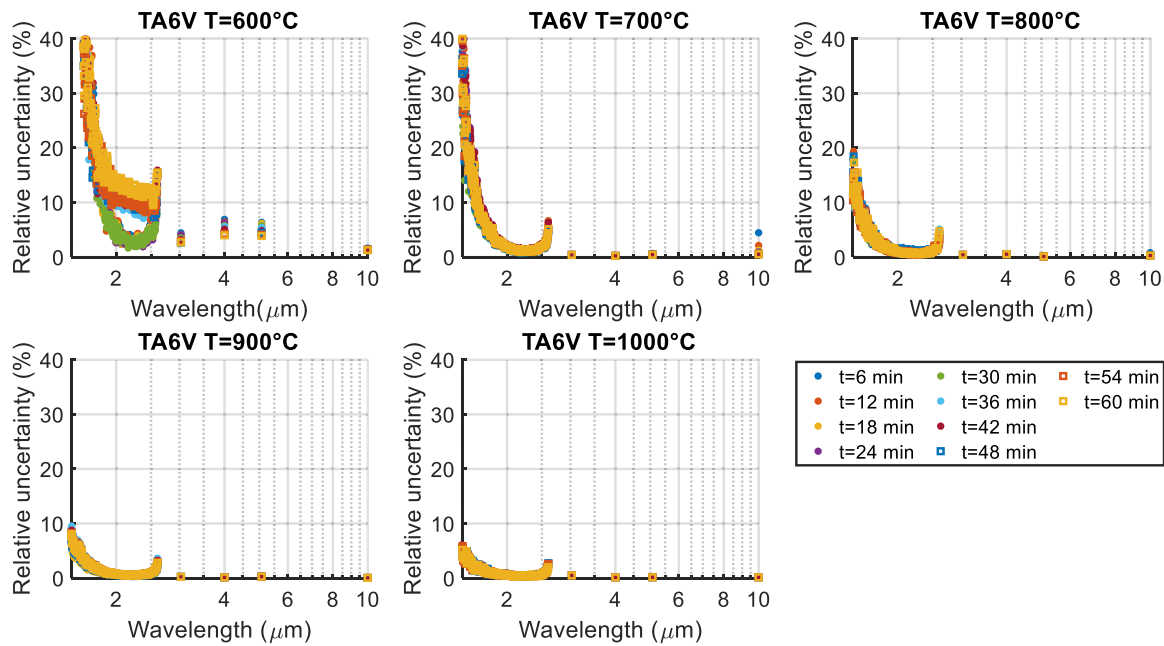 TA6V T=600°C
Relative uncertainty (%)
40
30
20
10
0
2
4
6
8
10
Wavelength(μm)
TA6V T=700°C
Relative uncertainty (%)
40
30
20
10
0
2
4
6
8
10
Wavelength (μm)
TA6V T=800°C
Relative uncertainty (%)
40
30
20
10
0
2
4
6
8
10
Wavelength (μm)
TA6V T=900°C
Relative uncertainty (%)
40
30
20
10
0
2
4
6
8
10
Wavelength (μm)
TA6V T=1000°C
Relative uncertainty (%)
40
30
20
10
0
2
4
6
8
10
Wavelength (μm)
t=6 min
t=12 min
t=18 min
t=24 min
t=30 min
t=36 min
t=42 min
t=48 min
t=54 min
t=60 min